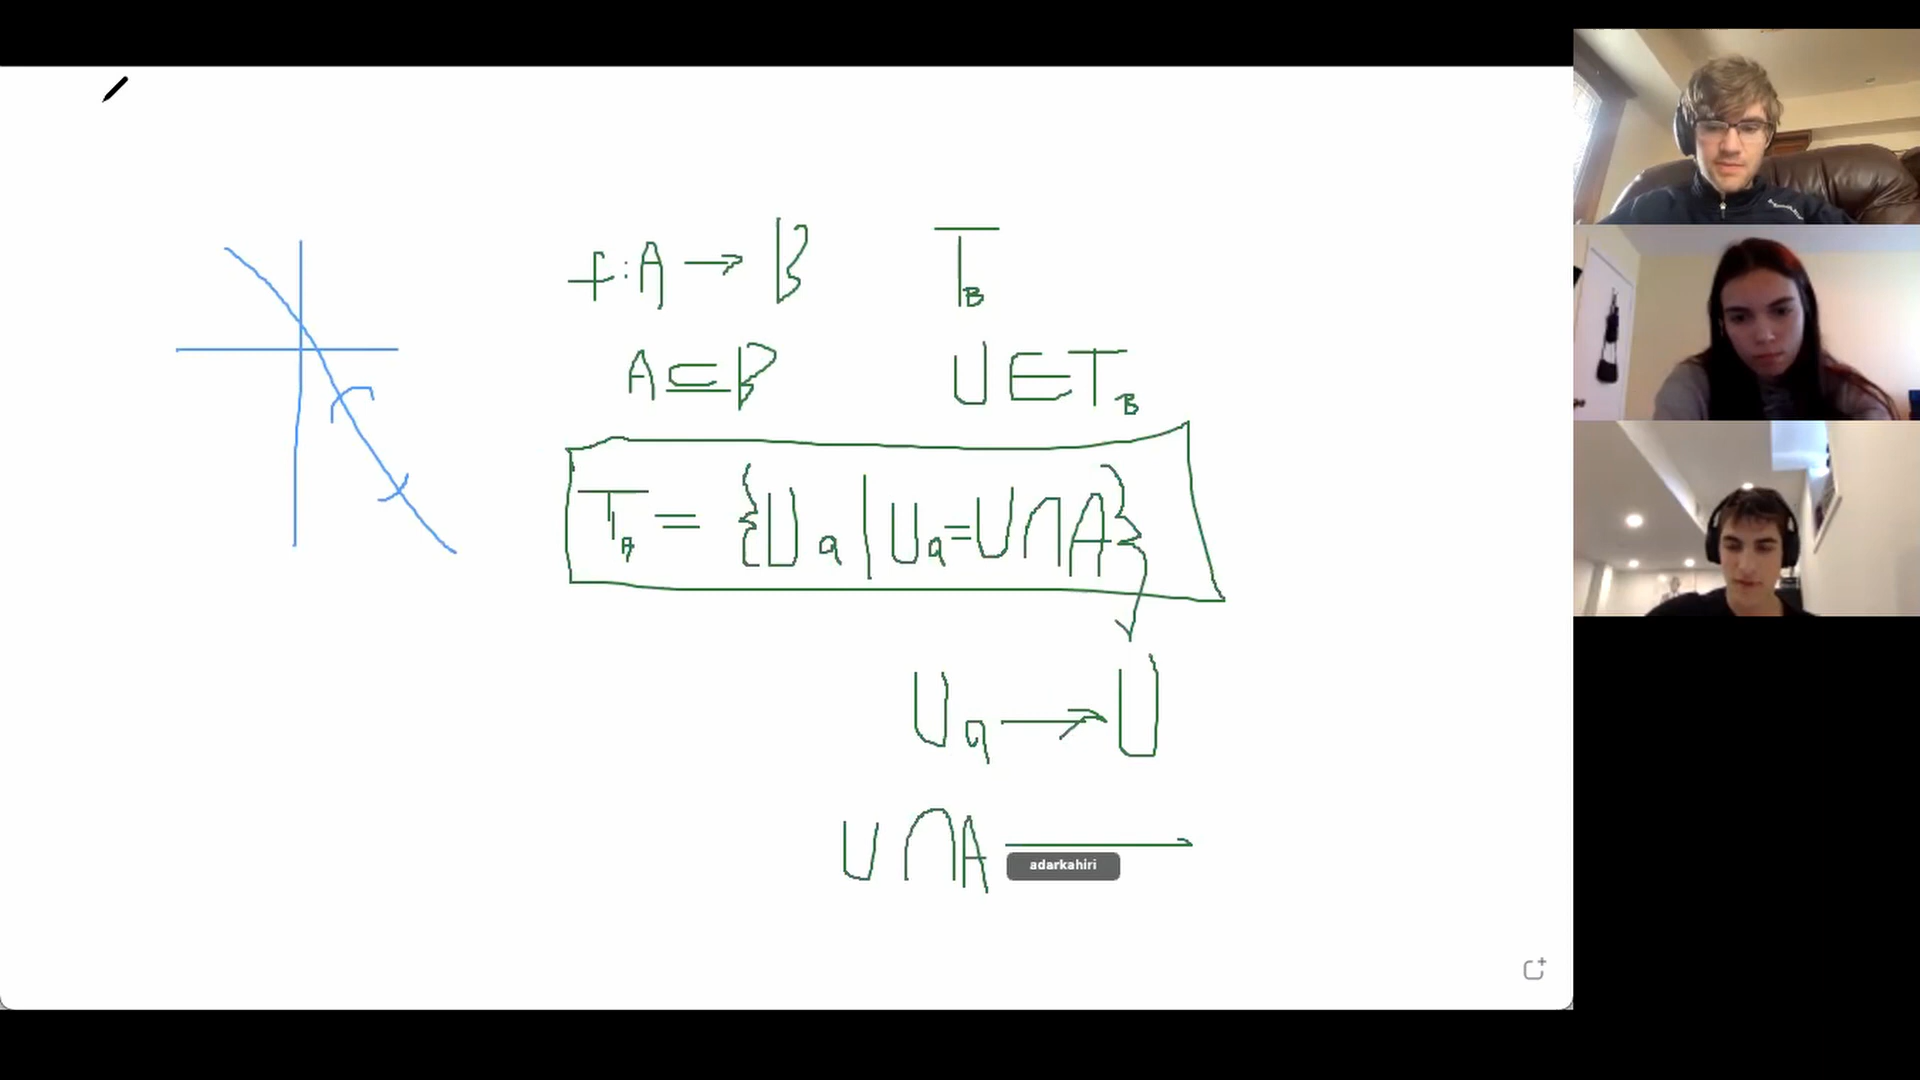 f : A → B
T_B
A ⊆ B
U ∈ T_B
T_A = {U_a | U_a = U ∩ A}
U_a → U
U ∩ A →
adarkahiri